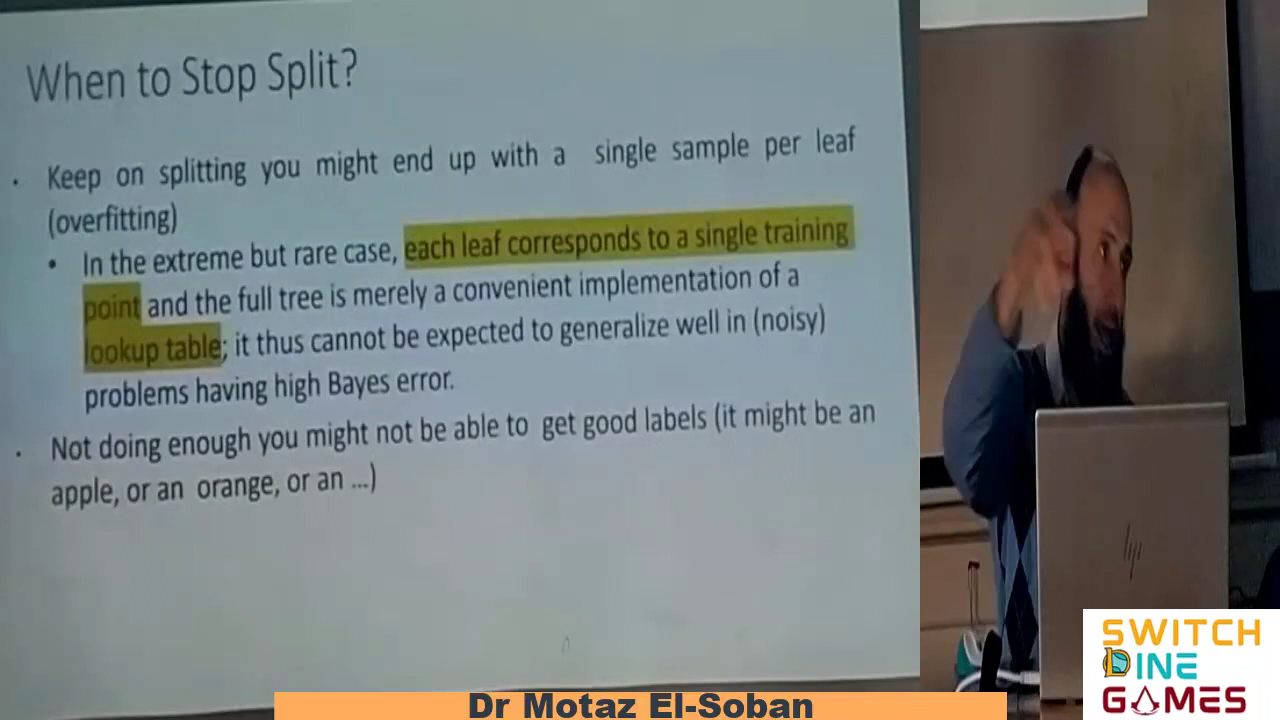 When to Stop Split?
• Keep on splitting you might end up with a single sample per leaf
(overfitting)
• In the extreme but rare case, each leaf corresponds to a single training
point and the full tree is merely a convenient implementation of a
lookup table; it thus cannot be expected to generalize well in (noisy)
problems having high Bayes error.
• Not doing enough you might not be able to get good labels (it might be an
apple, or an orange, or an ...)
hp
SWITCH
DINE
GAMES
Dr Motaz El-Soban